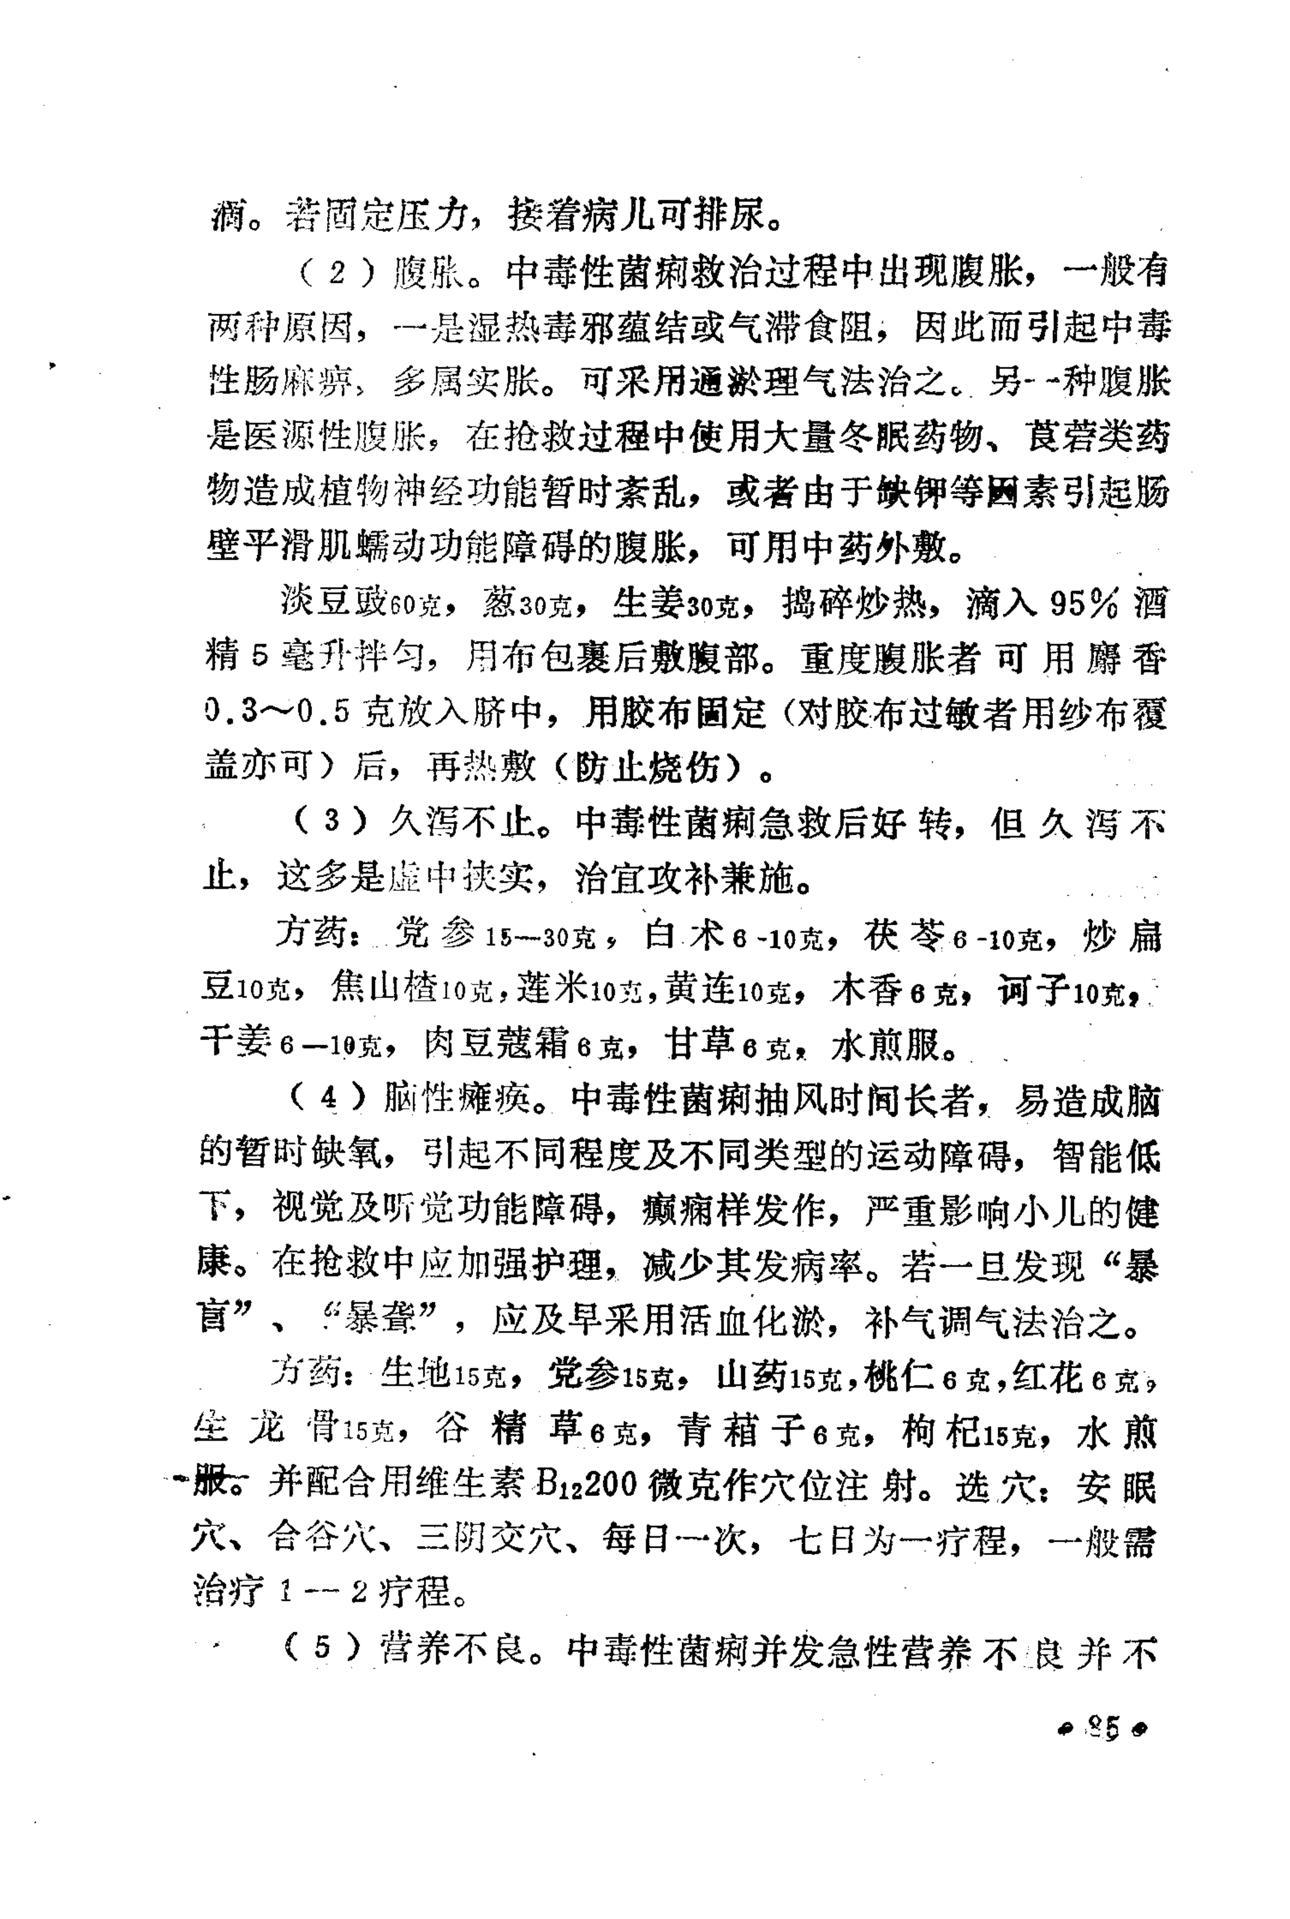 滴。若固定压力，接着病儿可排尿。
（2）腹胀。中毒性菌痢救治过程中出现腹胀，一般有
两种原因，一是湿热毒邪蕴结或气滞食阻，因此而引起中毒
性肠麻痹，多属实胀。可采用通淤理气法治之。另一种腹胀
是医源性腹胀，在抢救过程中使用大量冬眠药物、莨菪类药
物造成植物神经功能暂时紊乱，或者由于缺钾等因素引起肠
壁平滑肌蠕动功能障碍的腹胀，可用中药外敷。
淡豆豉60克，葱30克，生姜30克，捣碎炒热，滴入95%酒
精5毫升拌匀，用布包裹后敷腹部。重度腹胀者可用麝香
0.3～0.5克放入脐中，用胶布固定（对胶布过敏者用纱布覆
盖亦可）后，再热敷（防止烧伤）。
（3）久泻不止。中毒性菌痢急救后好转，但久泻不
止，这多是虚中挟实，治宜攻补兼施。
方药：党参15—30克，白术6-10克，茯苓6-10克，炒扁
豆10克，焦山楂10克，莲米10克，黄连10克，木香6克，诃子10克，
干姜6—10克，肉豆蔻霜6克，甘草6克，水煎服。
（4）脑性瘫痪。中毒性菌痢抽风时间长者，易造成脑
的暂时缺氧，引起不同程度及不同类型的运动障碍，智能低
下，视觉及听觉功能障碍，癫痫样发作，严重影响小儿的健
康。在抢救中应加强护理，减少其发病率。若一旦发现“暴
盲”、“暴聋”，应及早采用活血化淤，补气调气法治之。
方药：生地15克，党参15克，山药15克，桃仁6克，红花6克，
生龙骨15克，谷精草6克，青葙子6克，枸杞15克，水煎
服。并配合用维生素B₁₂200微克作穴位注射。选穴：安眠
穴、合谷穴、三阴交穴、每日一次，七日为一疗程，一般需
治疗1—2疗程。
（5）营养不良。中毒性菌痢并发急性营养不良并不
• 85 •